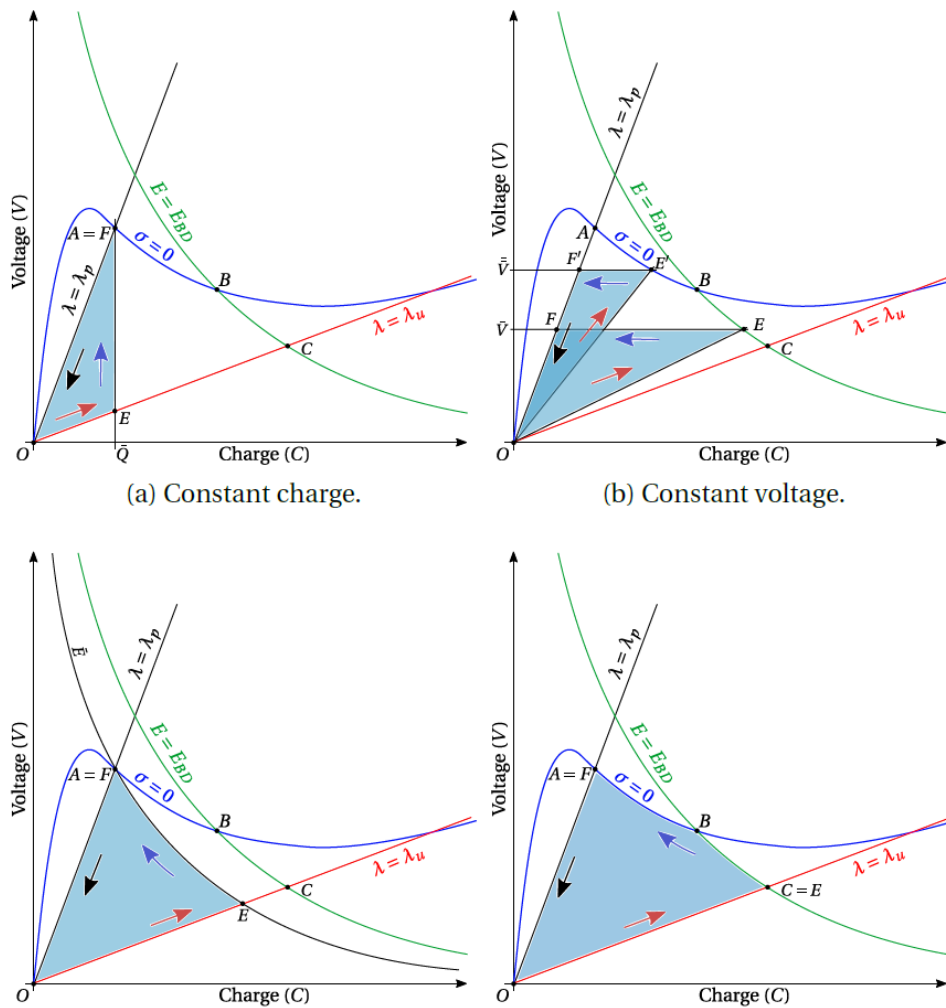 Voltage (V)
λ = λp
E = EBD
A = F
σ = 0
λ = λp
B
λ = λu
C
E
O
Q̄
Charge (C)
(a) Constant charge.
Voltage (V)
λ = λp
E = EBD
A
σ = 0
F'
E'
V̿
B
F
E
V̄
λ = λu
C
O
Charge (C)
(b) Constant voltage.
Ē
λ = λp
Voltage (V)
E = EBD
A = F
σ = 0
B
λ = λu
C
E
O
Charge (C)
λ = λp
Voltage (V)
E = EBD
A = F
σ = 0
B
λ = λu
C = E
O
Charge (C)